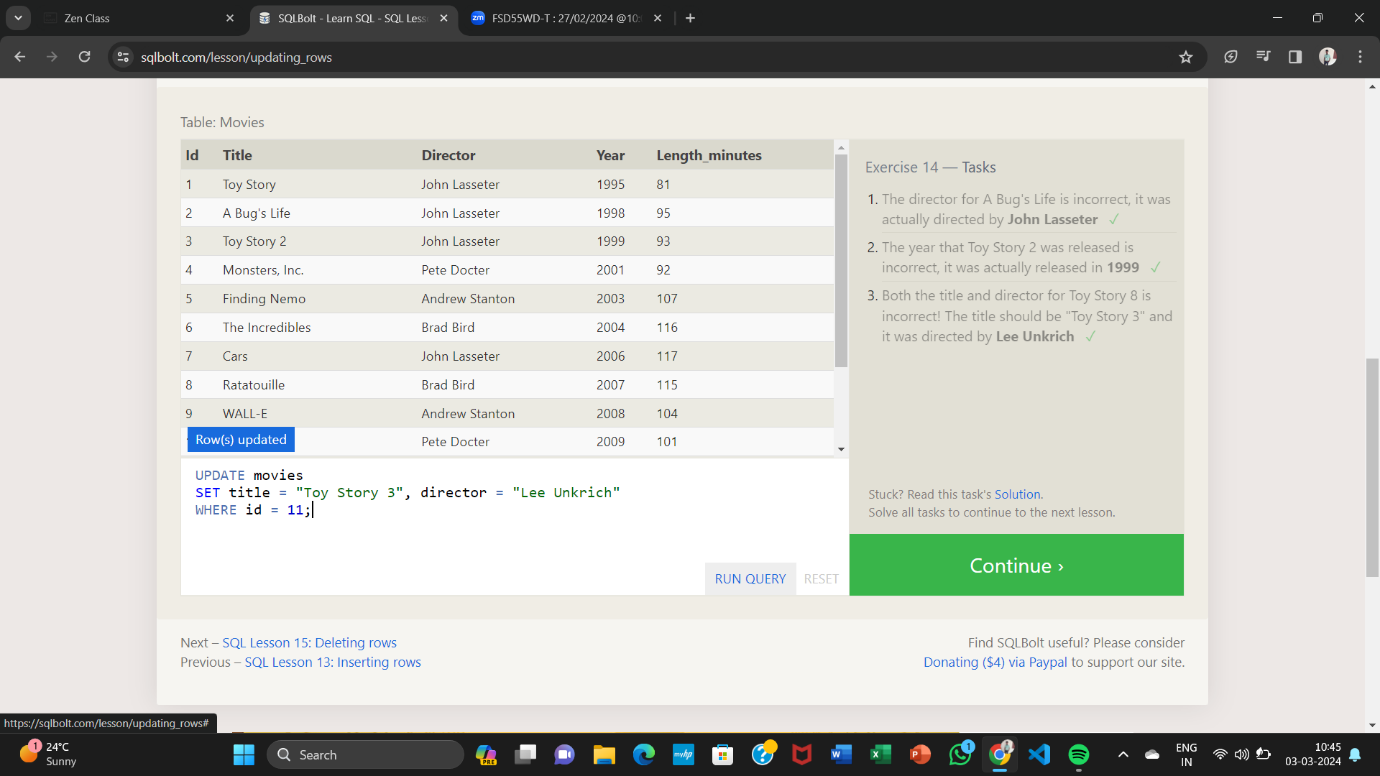 Zen Class
SQLBolt - Learn SQL - SQL Less
zm
FSD55WD-T : 27/02/2024 @10:
sqlbolt.com/lesson/updating_rows
Table: Movies
Id Title Director Year Length_minutes
1 Toy Story John Lasseter 1995 81
2 A Bug's Life John Lasseter 1998 95
3 Toy Story 2 John Lasseter 1999 93
4 Monsters, Inc. Pete Docter 2001 92
5 Finding Nemo Andrew Stanton 2003 107
6 The Incredibles Brad Bird 2004 116
7 Cars John Lasseter 2006 117
8 Ratatouille Brad Bird 2007 115
9 WALL-E Andrew Stanton 2008 104
Row(s) updated
Pete Docter 2009 101
UPDATE movies
SET title = "Toy Story 3", director = "Lee Unkrich"
WHERE id = 11;
RUN QUERY RESET
Exercise 14 — Tasks
1. The director for A Bug's Life is incorrect, it was
actually directed by John Lasseter ✓
2. The year that Toy Story 2 was released is
incorrect, it was actually released in 1999 ✓
3. Both the title and director for Toy Story 8 is
incorrect! The title should be "Toy Story 3" and
it was directed by Lee Unkrich ✓
Stuck? Read this task's Solution.
Solve all tasks to continue to the next lesson.
Continue ›
Next – SQL Lesson 15: Deleting rows
Previous – SQL Lesson 13: Inserting rows
Find SQLBolt useful? Please consider
Donating ($4) via Paypal to support our site.
https://sqlbolt.com/lesson/updating_rows#
1
24°C
Sunny
Search
PRE
myhp
W
X
P
1
ENG
IN
10:45
03-03-2024